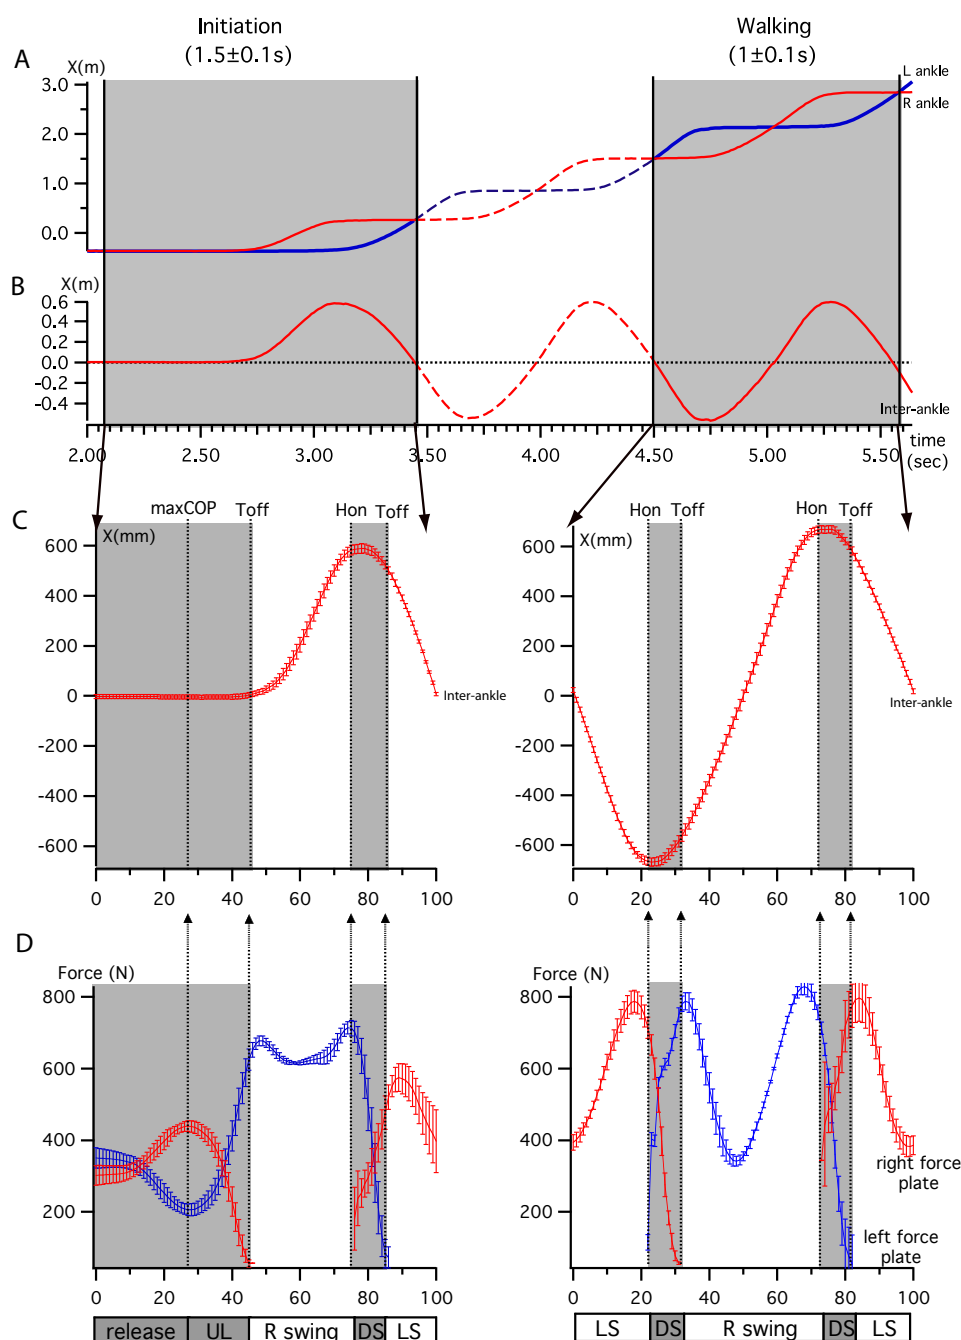 Initiation
(1.5±0.1s)
Walking
(1±0.1s)
A
X(m)
3.0
2.0
1.0
0.0
L ankle
R ankle
B
X(m)
0.6
0.4
0.2
0.0
-0.2
-0.4
Inter-ankle
2.00 2.50 3.00 3.50 4.00 4.50 5.00 5.50
time
(sec)
C
maxCOP Toff Hon Toff
X(mm)
600
400
200
0
-200
-400
-600
Inter-ankle
0 20 40 60 80 100
Hon Toff Hon Toff
X(mm)
600
400
200
0
-200
-400
-600
Inter-ankle
0 20 40 60 80 100
D
Force (N)
800
600
400
200
0 20 40 60 80 100
release UL R swing DS LS
Force (N)
800
600
400
200
right force
plate
left force
plate
0 20 40 60 80 100
LS DS R swing DS LS